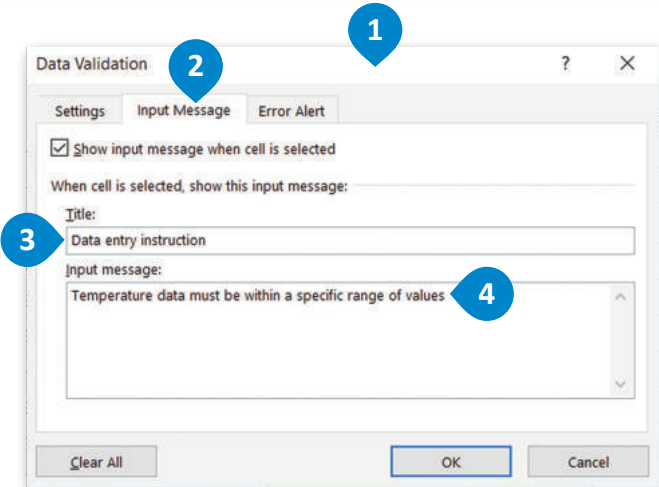 1
Data Validation
2
?
Settings
Input Message
Error Alert
Show input message when cell is selected
When cell is selected, show this input message:
Title:
3
Data entry instruction
Input message:
Temperature data must be within a specific range of values
4
Clear All
OK
Cancel